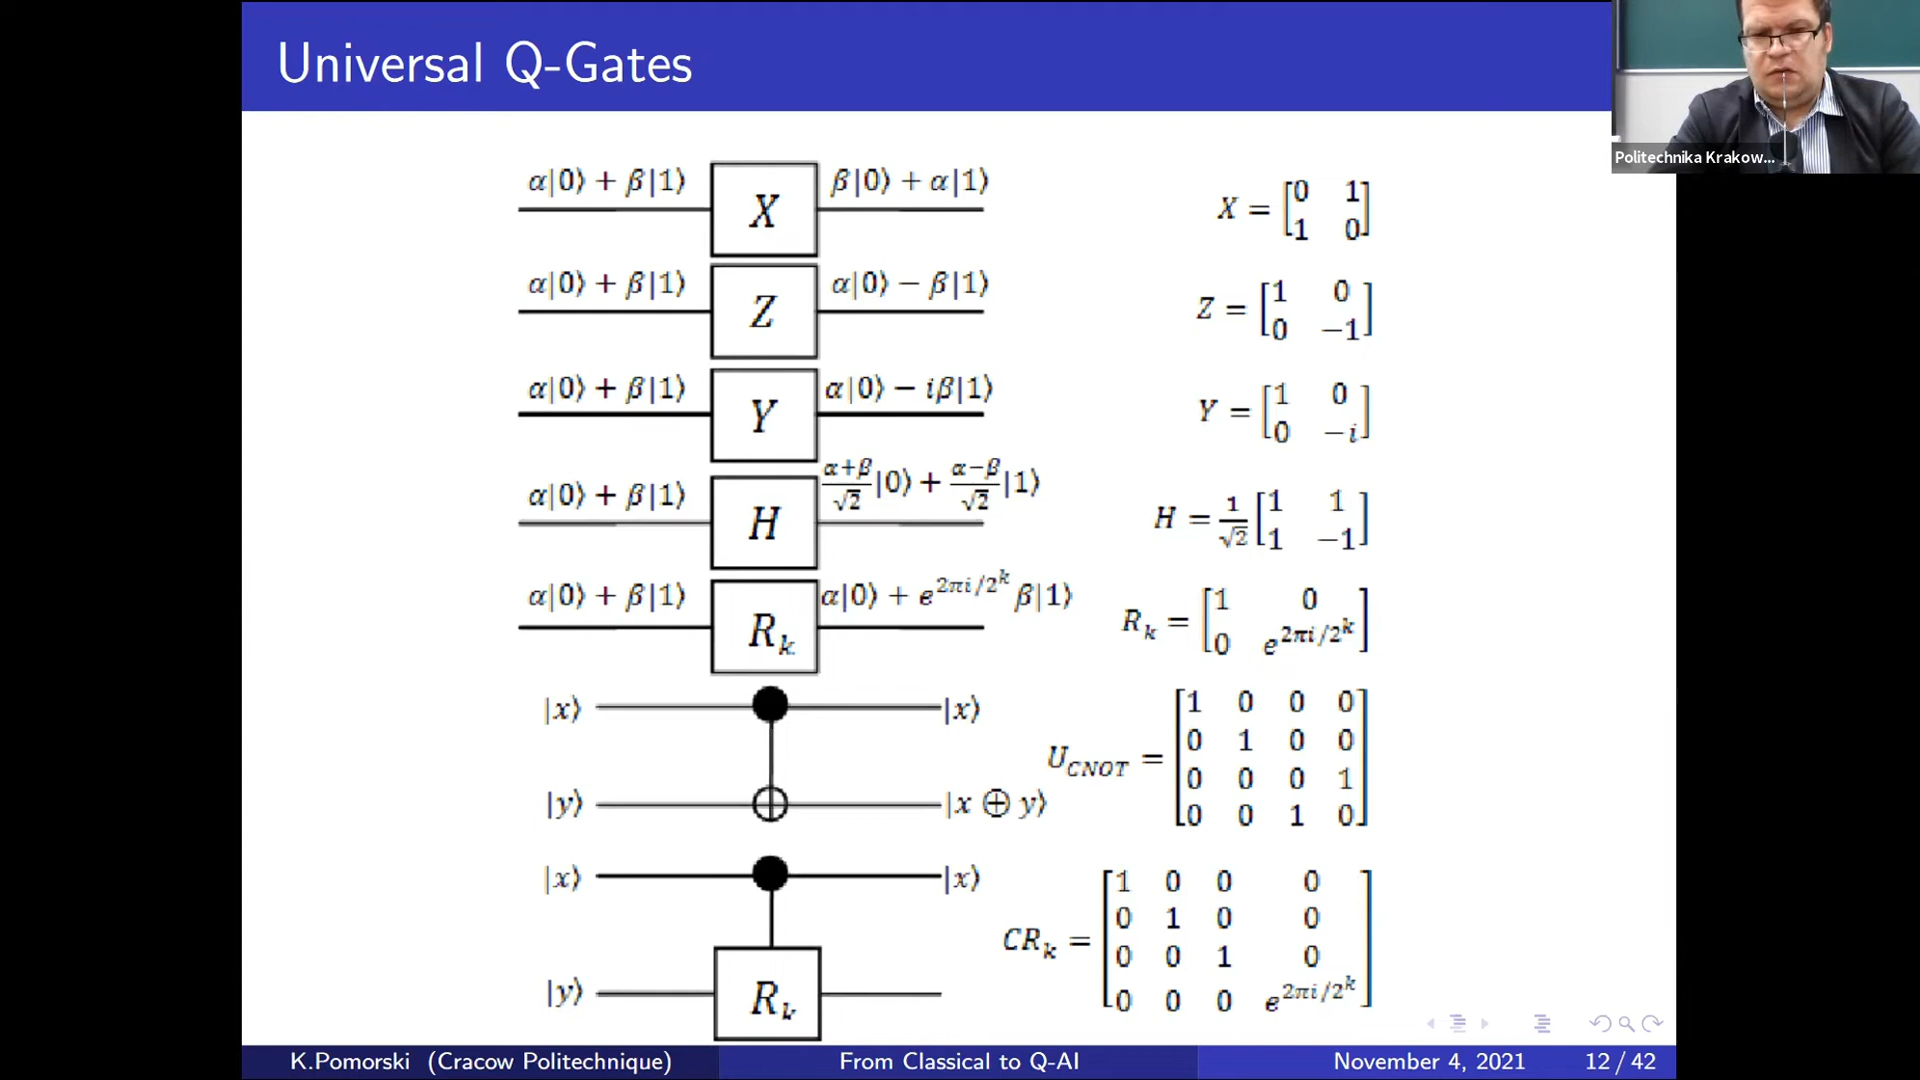 Universal Q-Gates
Politechnika Krakow...
α|0⟩ + β|1⟩ X β|0⟩ + α|1⟩ X = [0 1
1 0]
α|0⟩ + β|1⟩ Z α|0⟩ − β|1⟩ Z = [1 0
0 −1]
α|0⟩ + β|1⟩ Y α|0⟩ − iβ|1⟩ Y = [1 0
0 −i]
α|0⟩ + β|1⟩ H α+β/√2|0⟩ + α−β/√2|1⟩ H = 1/√2 [1 1
1 −1]
α|0⟩ + β|1⟩ R_k α|0⟩ + e^{2πi/2^k} β|1⟩ R_k = [1 0
0 e^{2πi/2^k}]
|x⟩ |x⟩
|y⟩ |x ⊕ y⟩
U_CNOT = [1 0 0 0
0 1 0 0
0 0 0 1
0 0 1 0]
|x⟩ |x⟩
|y⟩ R_k
CR_k = [1 0 0 0
0 1 0 0
0 0 1 0
0 0 0 e^{2πi/2^k}]
K.Pomorski (Cracow Politechnique) From Classical to Q-AI November 4, 2021 12 / 42